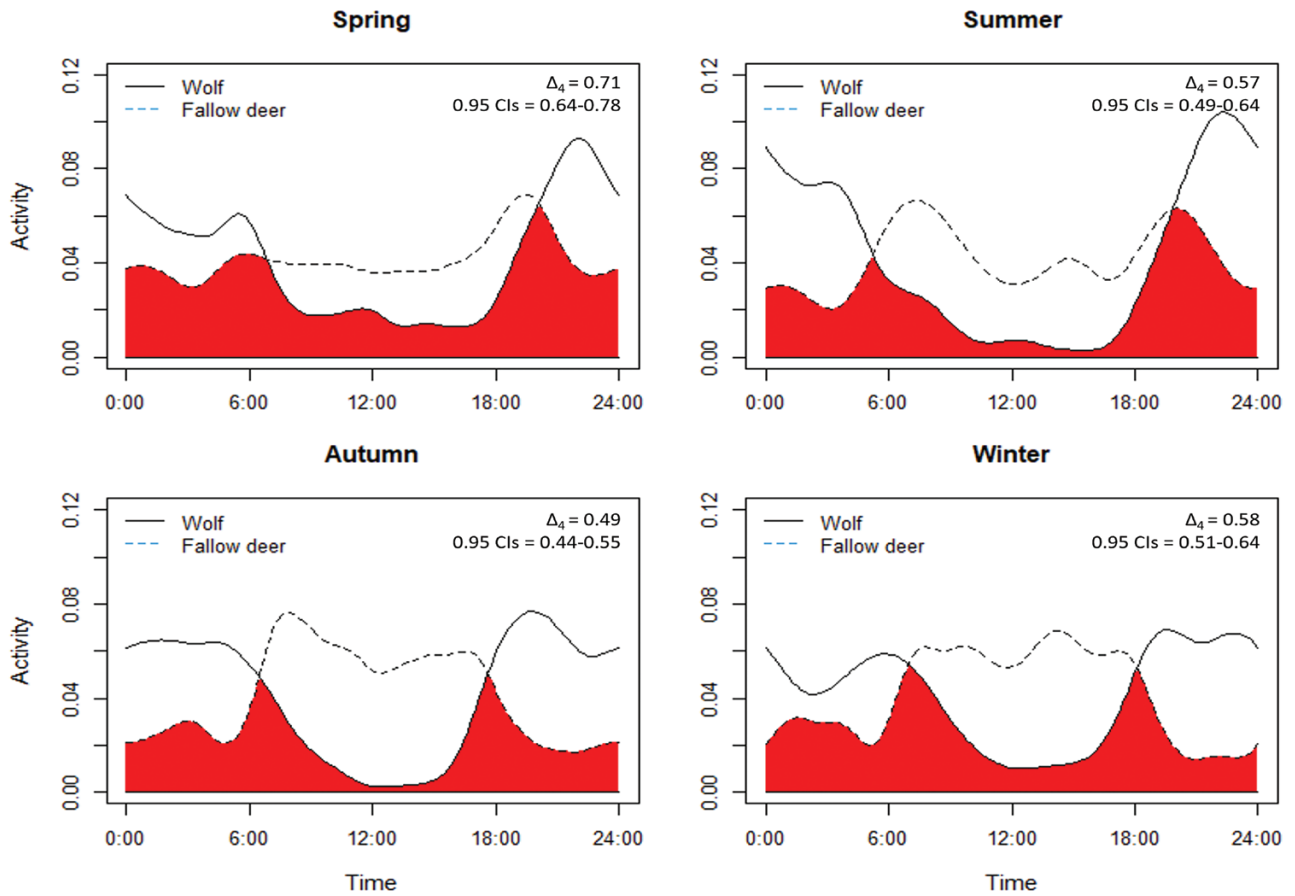 Spring
Summer
0.12
0.08
0.04
0.00
Activity
Wolf
Fallow deer
Δ₄ = 0.71
0.95 CIs = 0.64-0.78
0:00 6:00 12:00 18:00 24:00
0.12
0.08
0.04
0.00
Wolf
Fallow deer
Δ₄ = 0.57
0.95 CIs = 0.49-0.64
0:00 6:00 12:00 18:00 24:00
Autumn
Winter
0.12
0.08
0.04
0.00
Activity
Wolf
Fallow deer
Δ₄ = 0.49
0.95 CIs = 0.44-0.55
0:00 6:00 12:00 18:00 24:00
Time
0.12
0.08
0.04
0.00
Wolf
Fallow deer
Δ₄ = 0.58
0.95 CIs = 0.51-0.64
0:00 6:00 12:00 18:00 24:00
Time